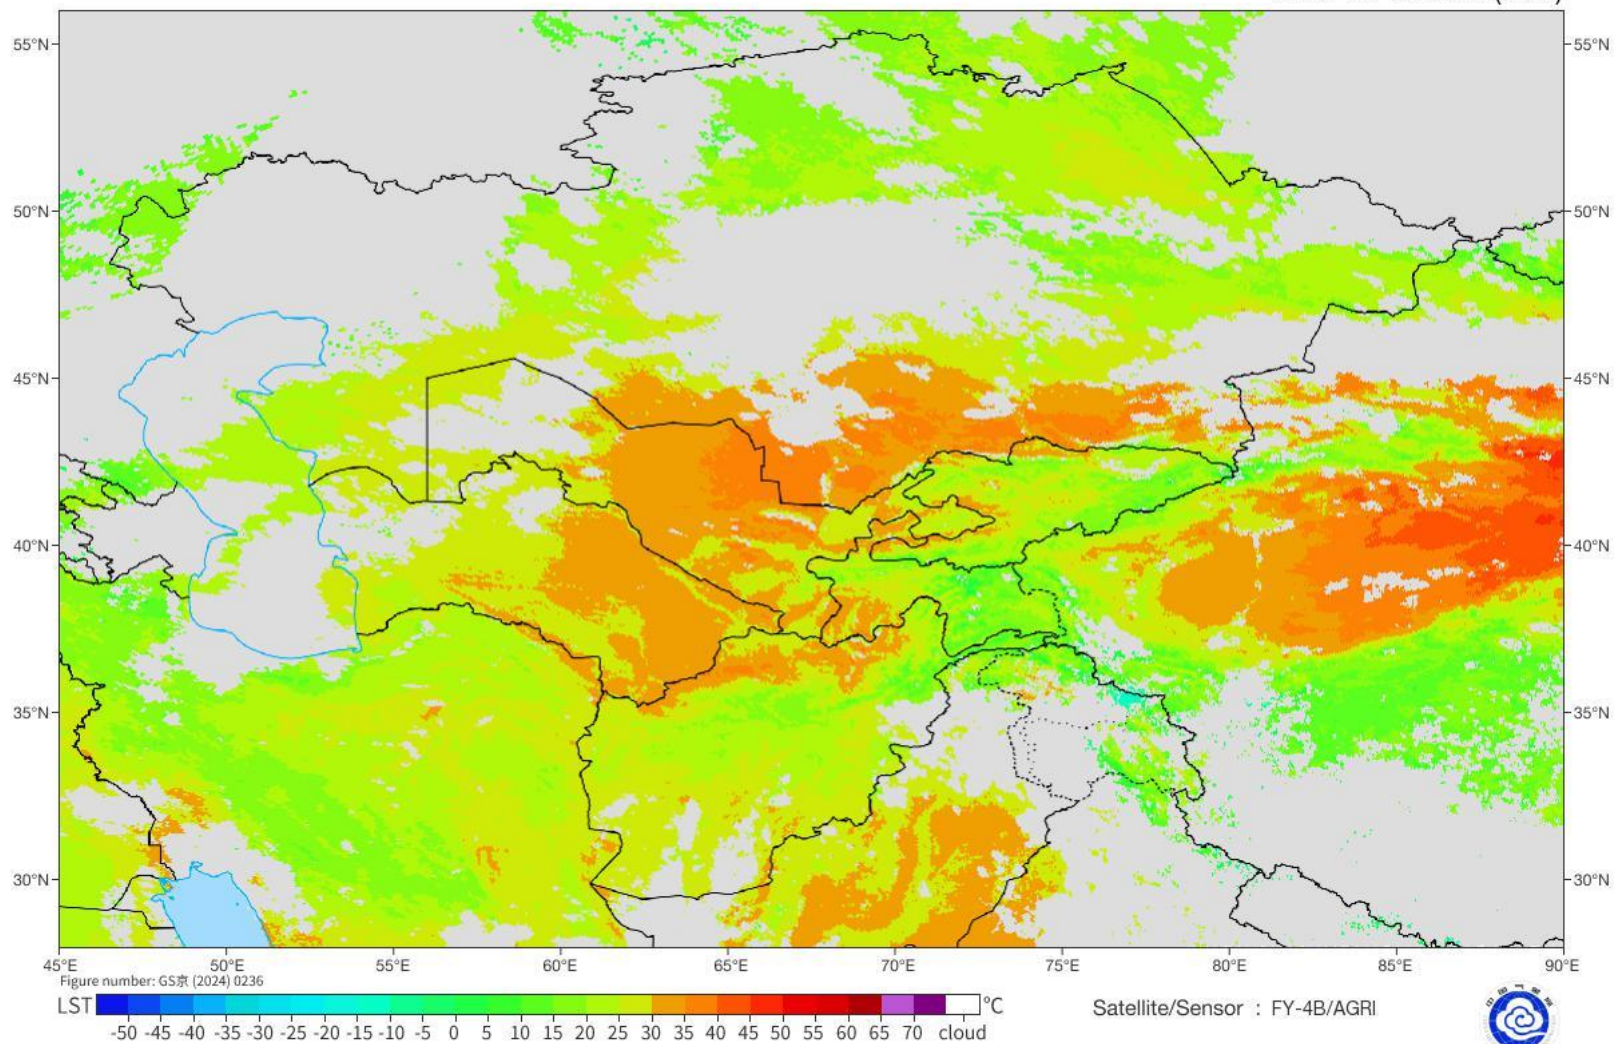 55°N
55°N
50°N
50°N
45°N
45°N
40°N
40°N
35°N
35°N
30°N
30°N
45°E 50°E 55°E 60°E 65°E 70°E 75°E 80°E 85°E 90°E
Figure number: GS京 (2024) 0236
LST °C
-50 -45 -40 -35 -30 -25 -20 -15 -10 -5 0 5 10 15 20 25 30 35 40 45 50 55 60 65 70 cloud
Satellite/Sensor : FY-4B/AGRI